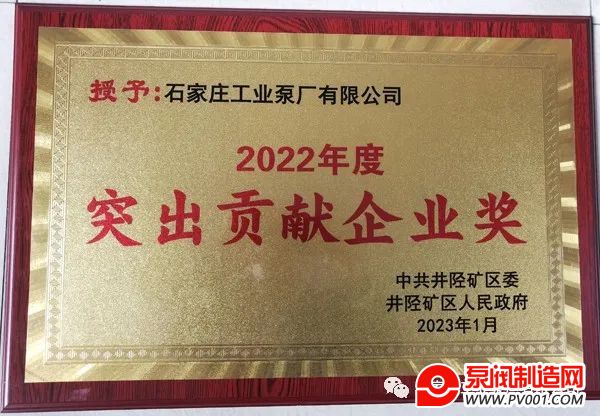 授予:石家庄工业泵厂有限公司
2022年度
突出贡献企业奖
中共井陉矿区委
井陉矿区人民政府
2023年1月
泵阀制造网
WWW.PV001.COM